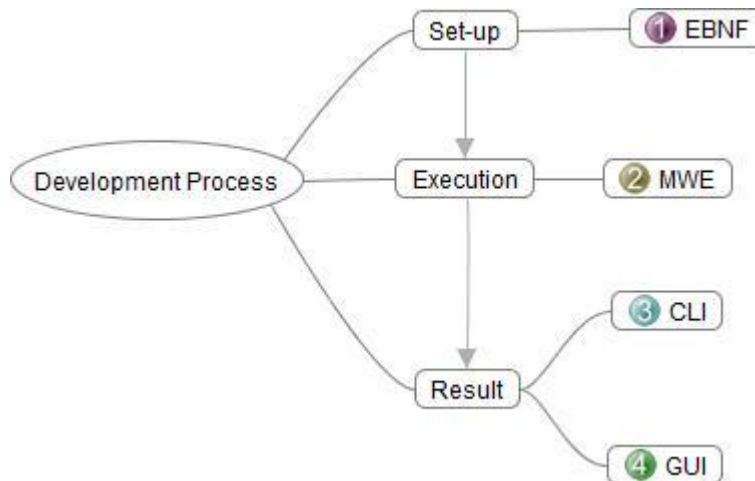 Set-up
1 EBNF
Development Process
Execution
2 MWE
3 CLI
Result
4 GUI